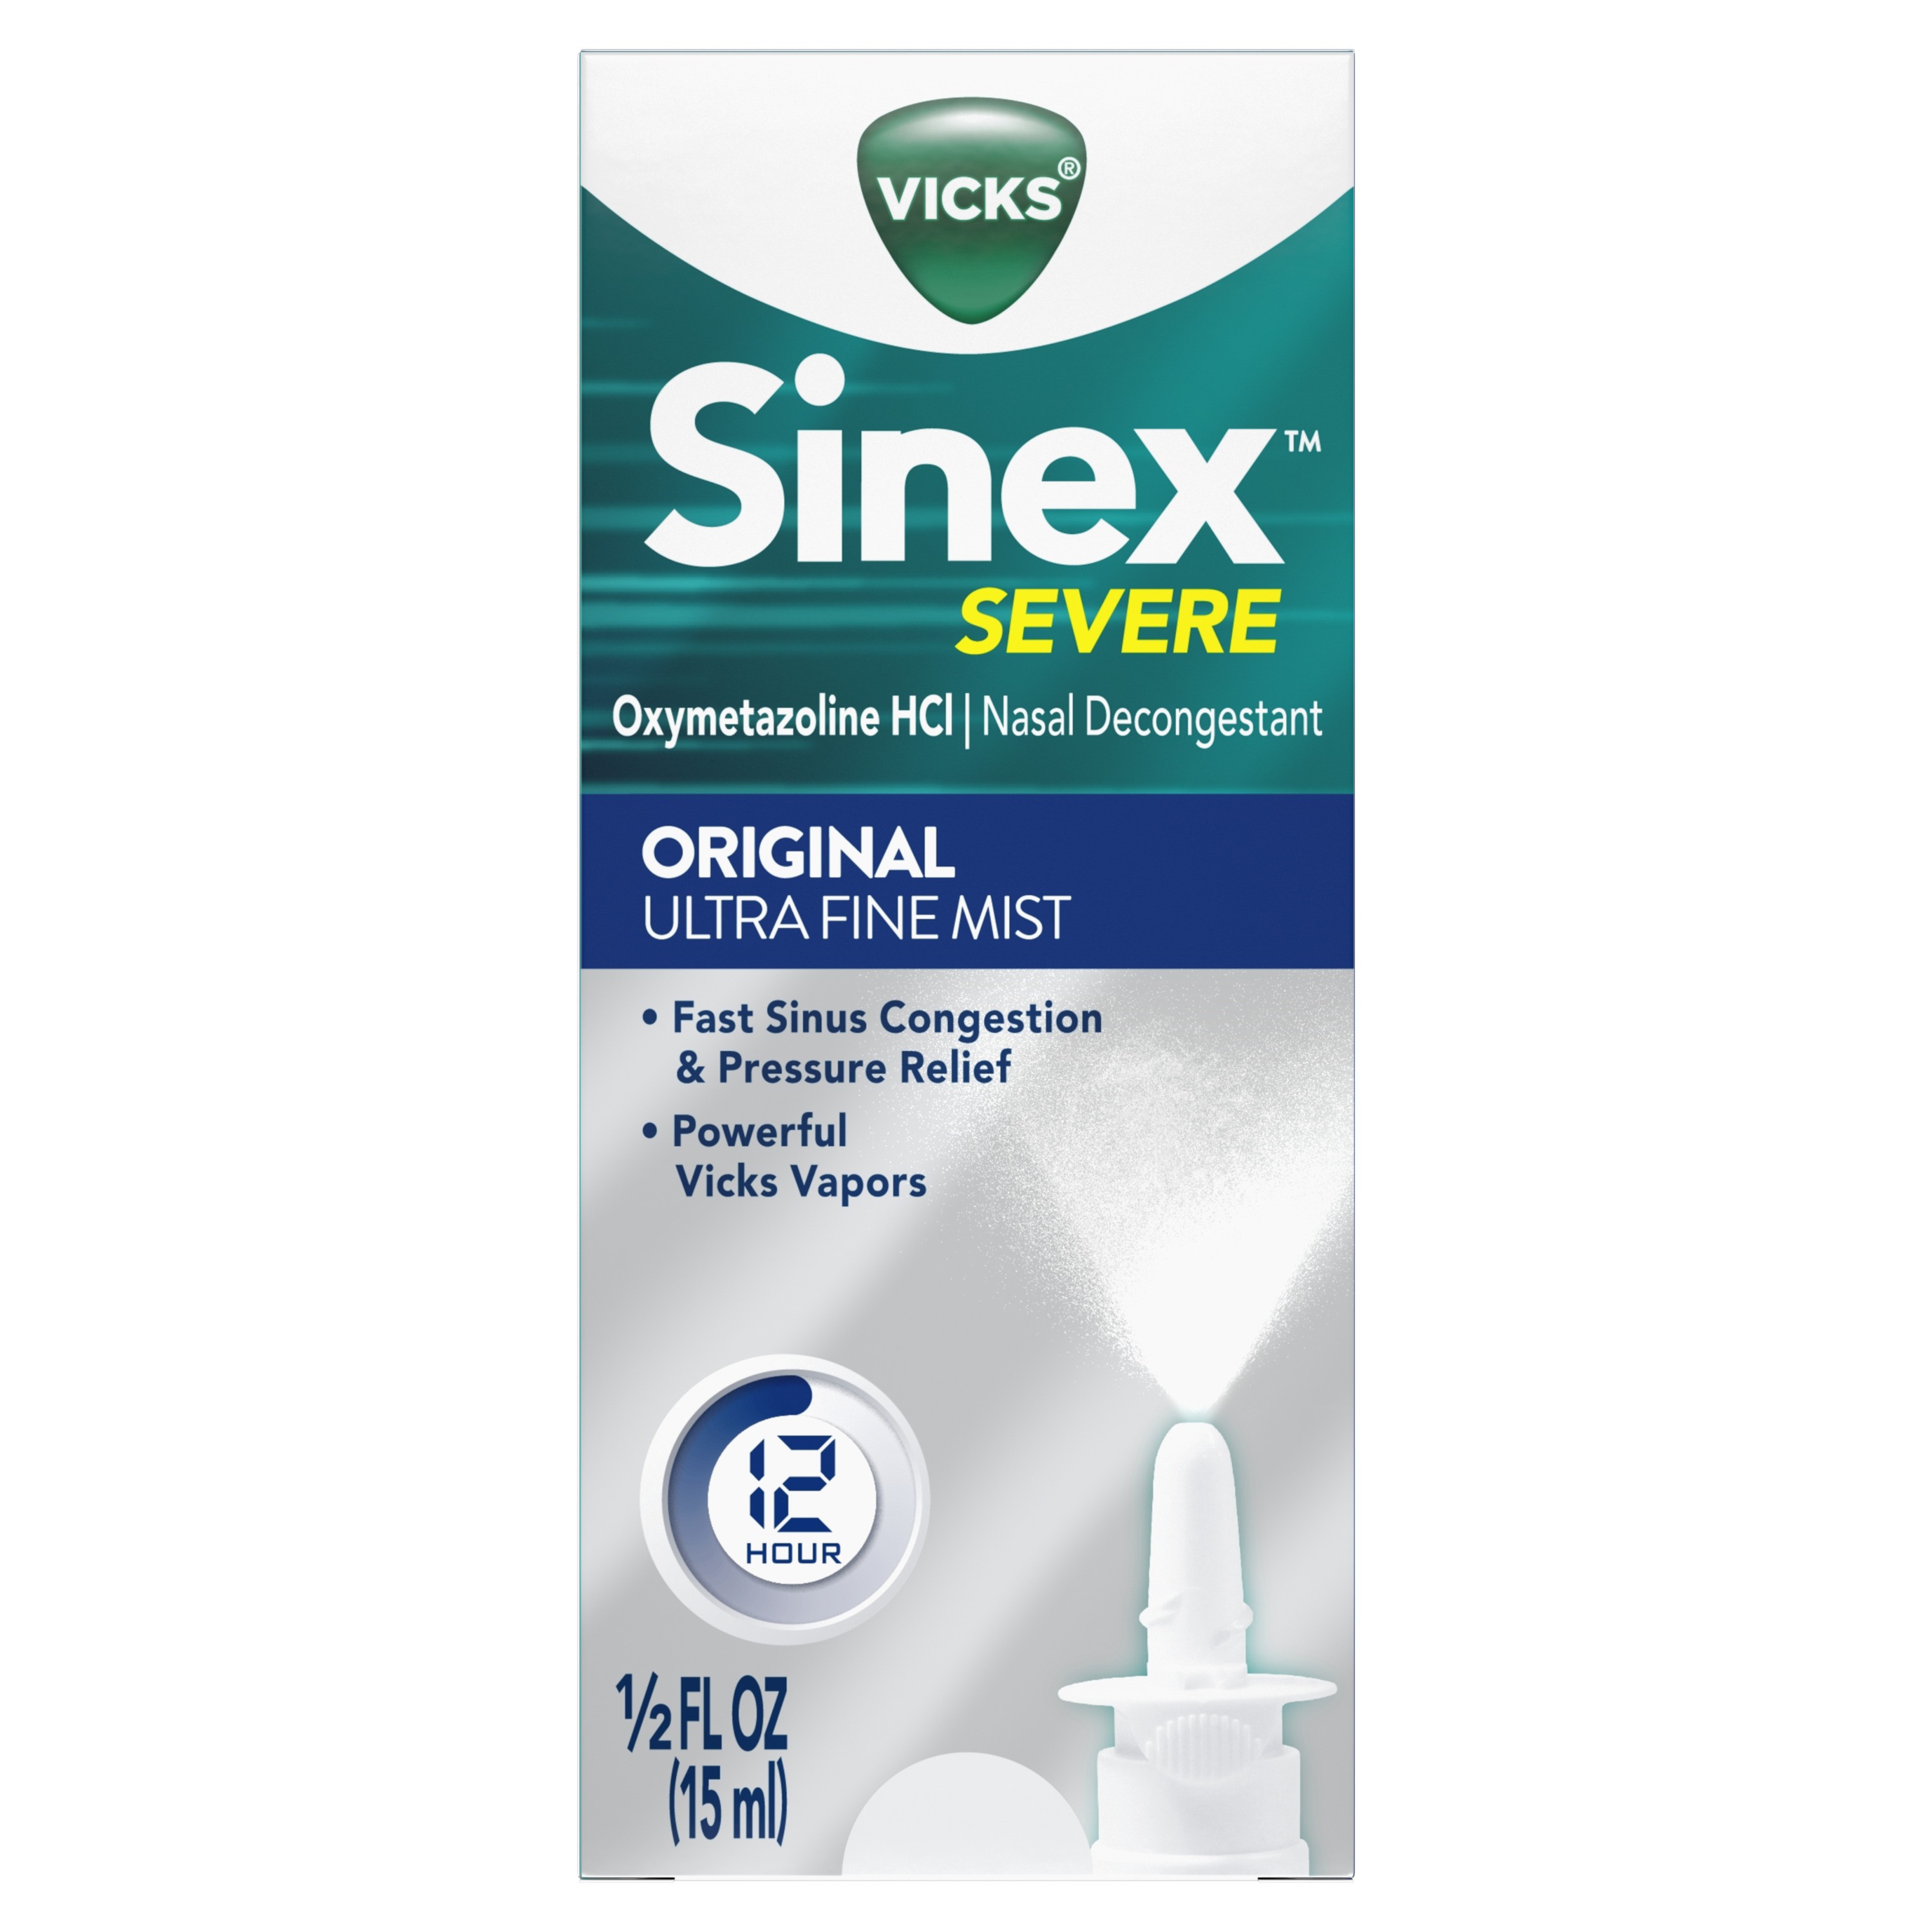 VICKS®
Sinex™
SEVERE
Oxymetazoline HCl | Nasal Decongestant
ORIGINAL
ULTRA FINE MIST
• Fast Sinus Congestion
& Pressure Relief
• Powerful
Vicks Vapors
12
HOUR
½ FL OZ
(15 ml)